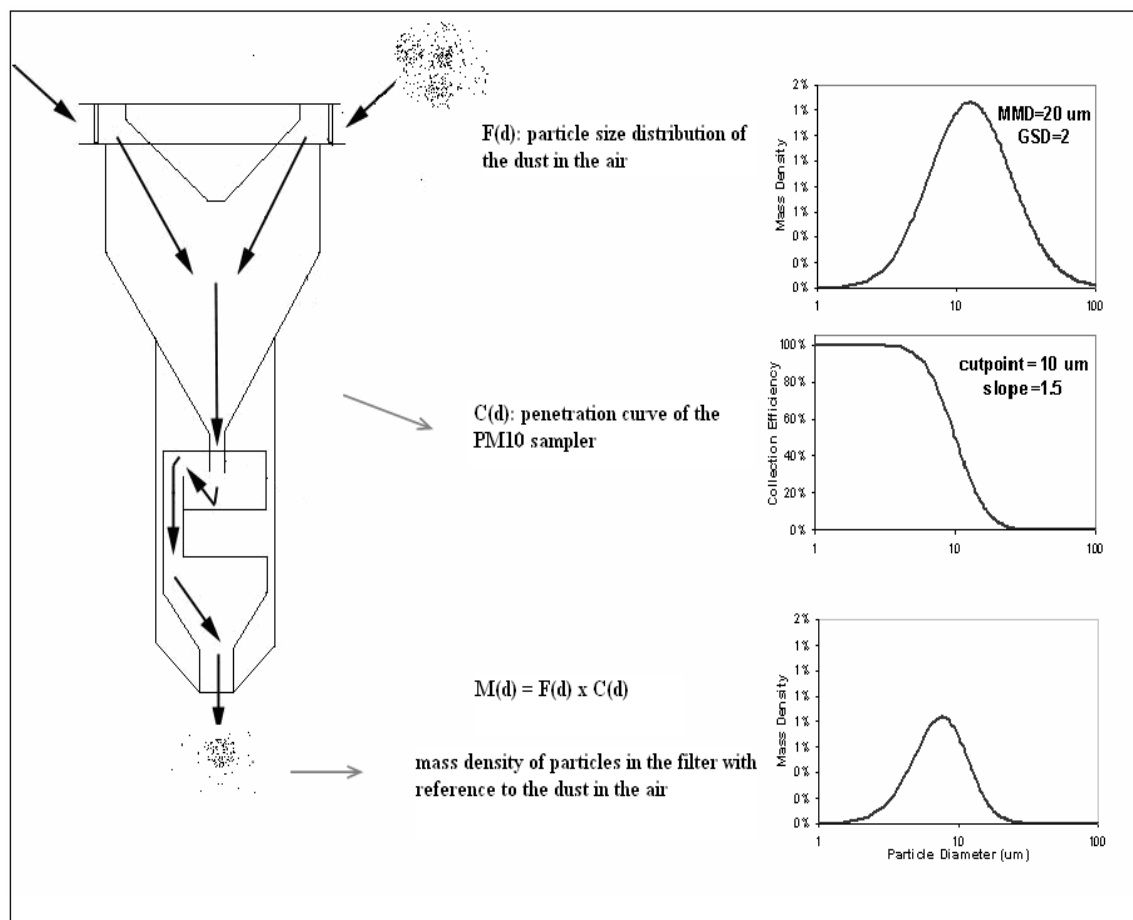 F(d): particle size distribution of
the dust in the air
2%
1%
1%
1%
1%
1%
0%
0%
0%
Mass Density
MMD=20 um
GSD=2
1
10
100
C(d): penetration curve of the
PM10 sampler
100%
80%
60%
40%
20%
0%
Collection Efficiency
cutpoint = 10 um
slope =1.5
1
10
100
M(d) = F(d) x C(d)
mass density of particles in the filter with
reference to the dust in the air
2%
1%
1%
1%
1%
1%
0%
0%
0%
Mass Density
1
10
100
Particle Diameter (um)